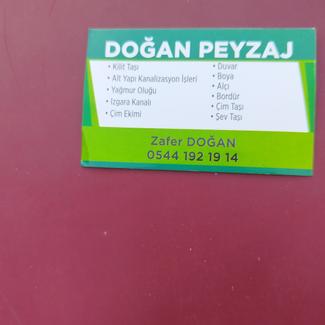 DOĞAN PEYZAJ
• Kilit Taşı
• Alt Yapı Kanalizasyon İşleri
• Yağmur Oluğu
• Izgara Kanalı
• Çim Ekimi
• Duvar
• Boya
• Alçı
• Bordür
• Çim Taşı
• Şev Taşı
Zafer DOĞAN
0544 192 19 14